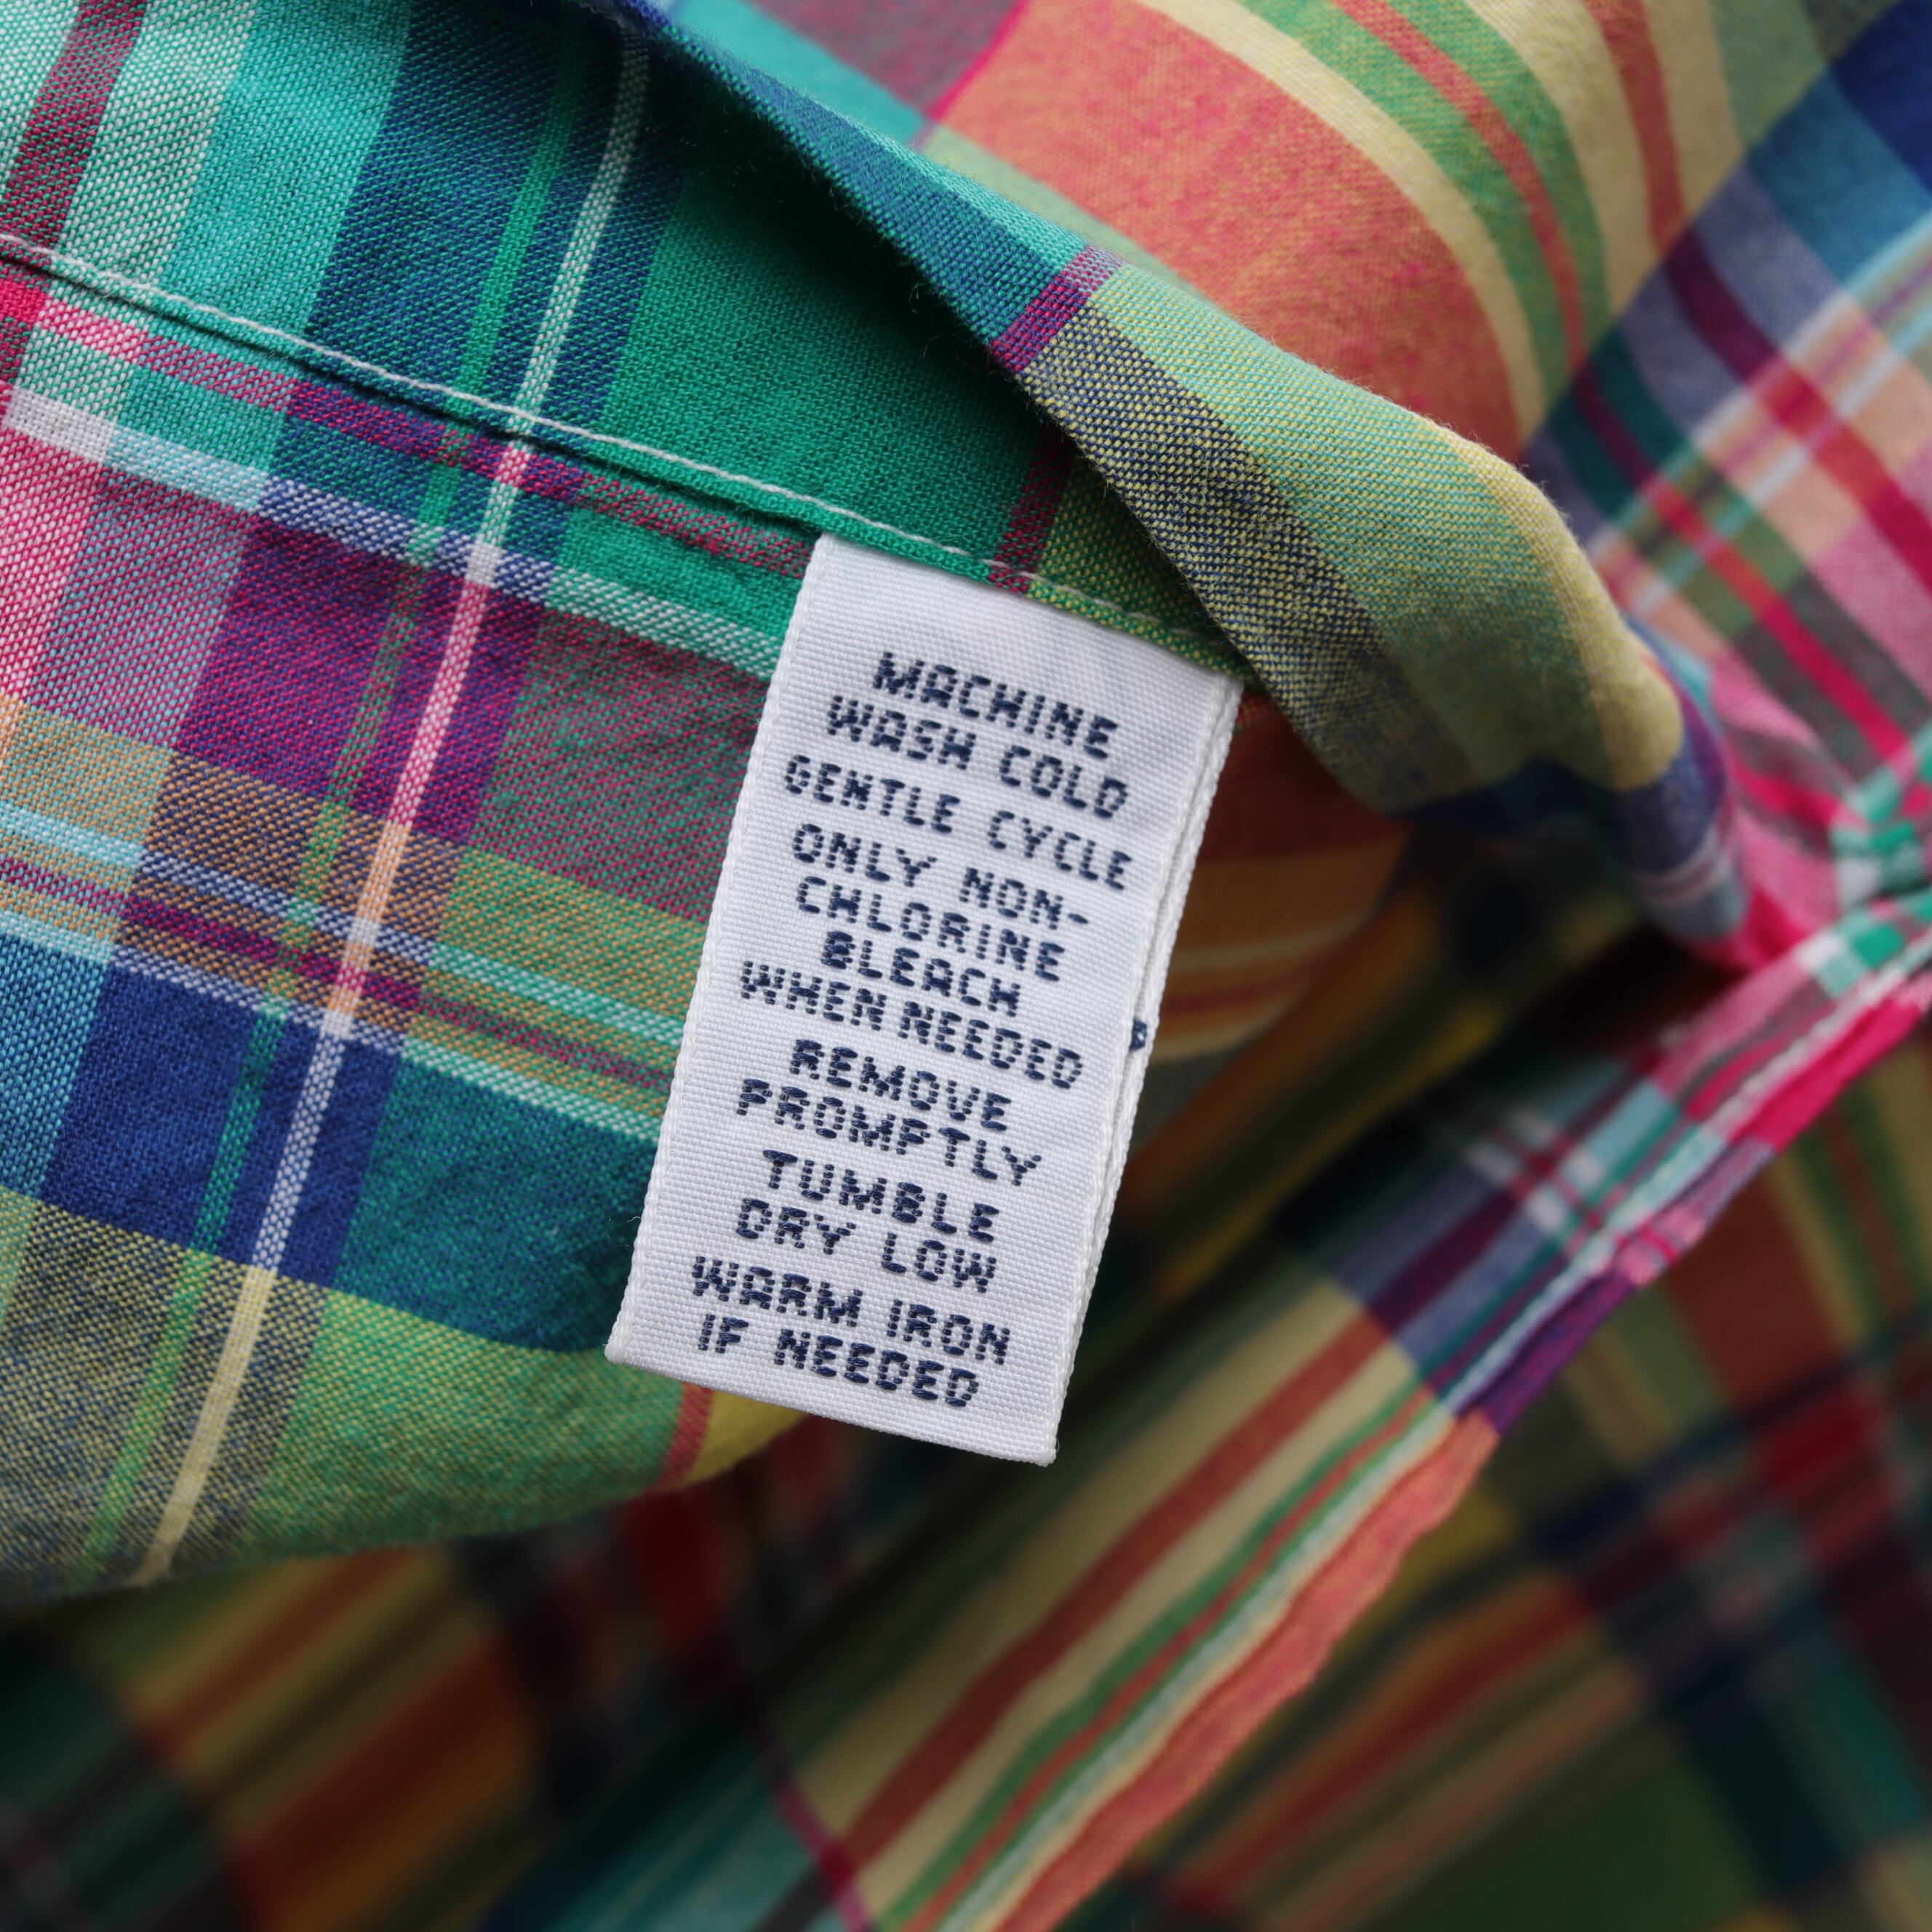 MACHINE
WASH COLD
GENTLE CYCLE
ONLY NON-
CHLORINE
BLEACH
WHEN NEEDED
REMOVE
PROMPTLY
TUMBLE
DRY LOW
WARM IRON
IF NEEDED